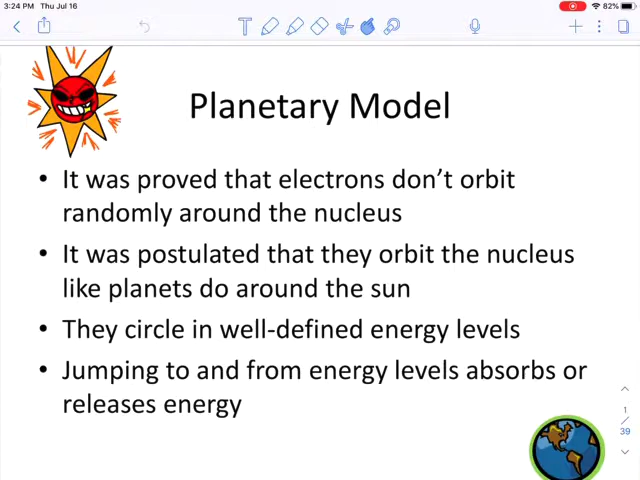 3:24 PM Thu Jul 16
82%
T
Planetary Model
• It was proved that electrons don't orbit
randomly around the nucleus
• It was postulated that they orbit the nucleus
like planets do around the sun
• They circle in well-defined energy levels
• Jumping to and from energy levels absorbs or
releases energy
1
/
39